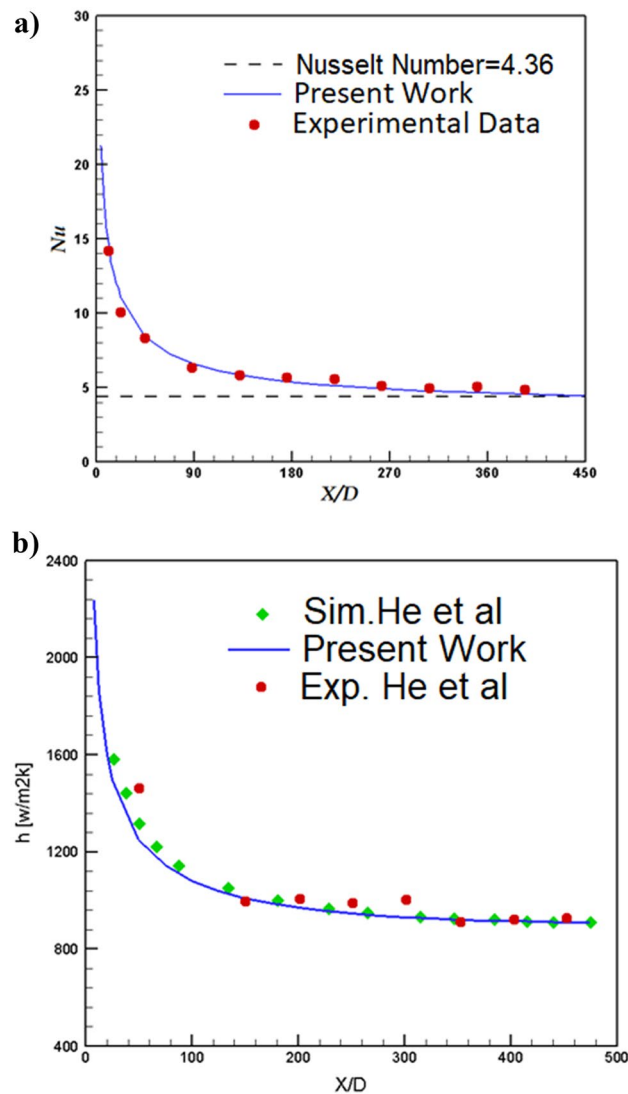 a)
30
25
20
15
10
5
0
Nu
Nusselt Number=4.36
Present Work
Experimental Data
0 90 180 270 360 450
X/D
b)
2400
2000
1600
1200
800
400
h [w/m2k]
Sim.He et al
Present Work
Exp. He et al
0 100 200 300 400 500
X/D